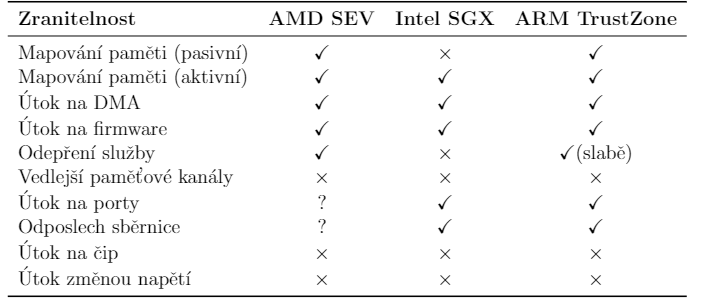 Zranitelnost AMD SEV Intel SGX ARM TrustZone
Mapování paměti (pasivní) ✓ × ✓
Mapování paměti (aktivní) ✓ ✓ ✓
Útok na DMA ✓ ✓ ✓
Útok na firmware ✓ ✓ ✓
Odepření služby ✓ × ✓(slabě)
Vedlejší paměťové kanály × × ×
Útok na porty ? ✓ ✓
Odposlech sběrnice ? ✓ ✓
Útok na čip × × ×
Útok změnou napětí × × ×